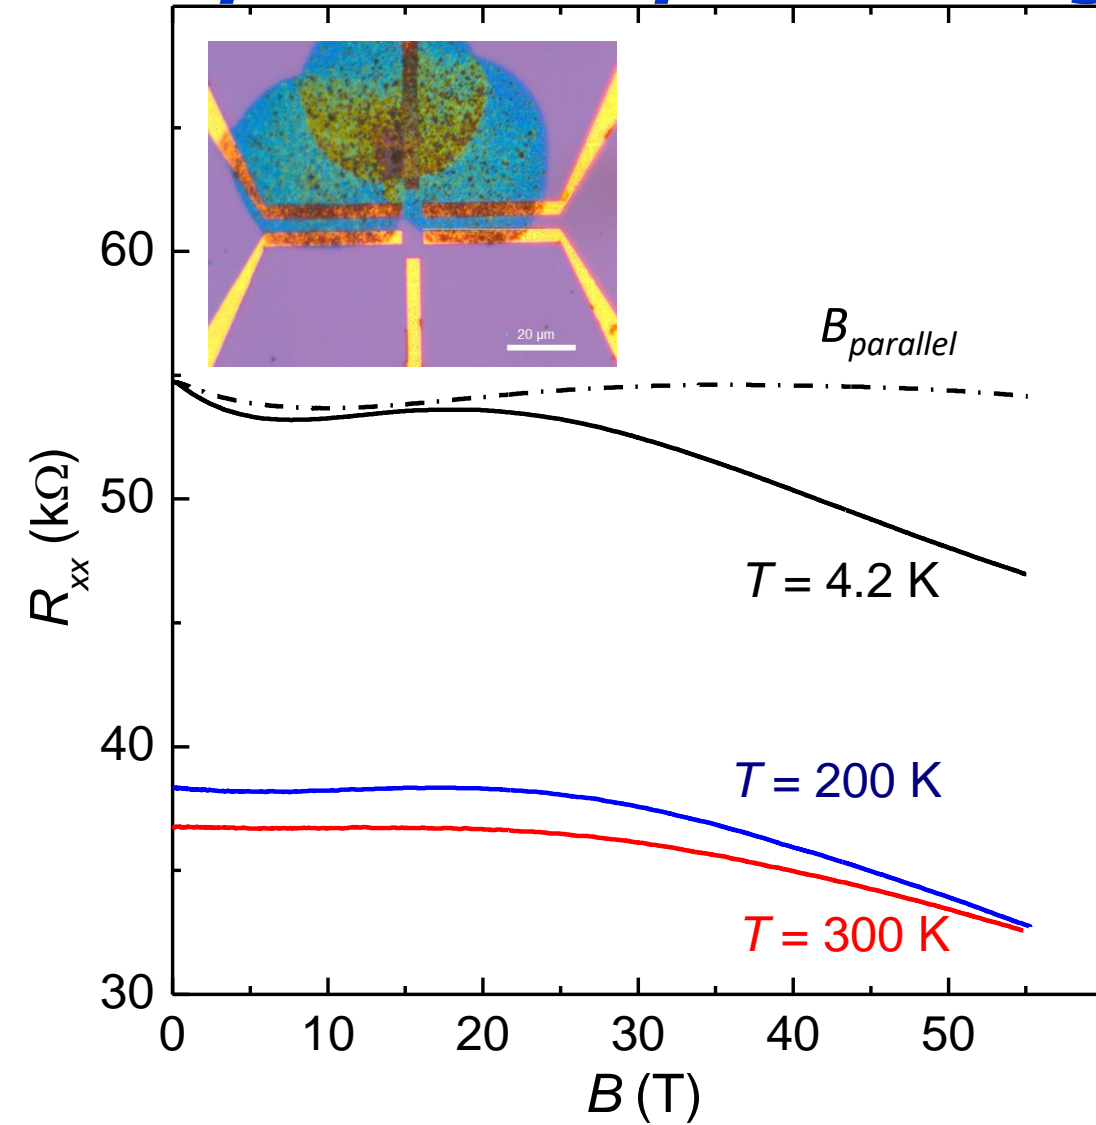 20 µm
60
50
40
30
R_xx (kΩ)
B_parallel
T = 4.2 K
T = 200 K
T = 300 K
0 10 20 30 40 50
B (T)